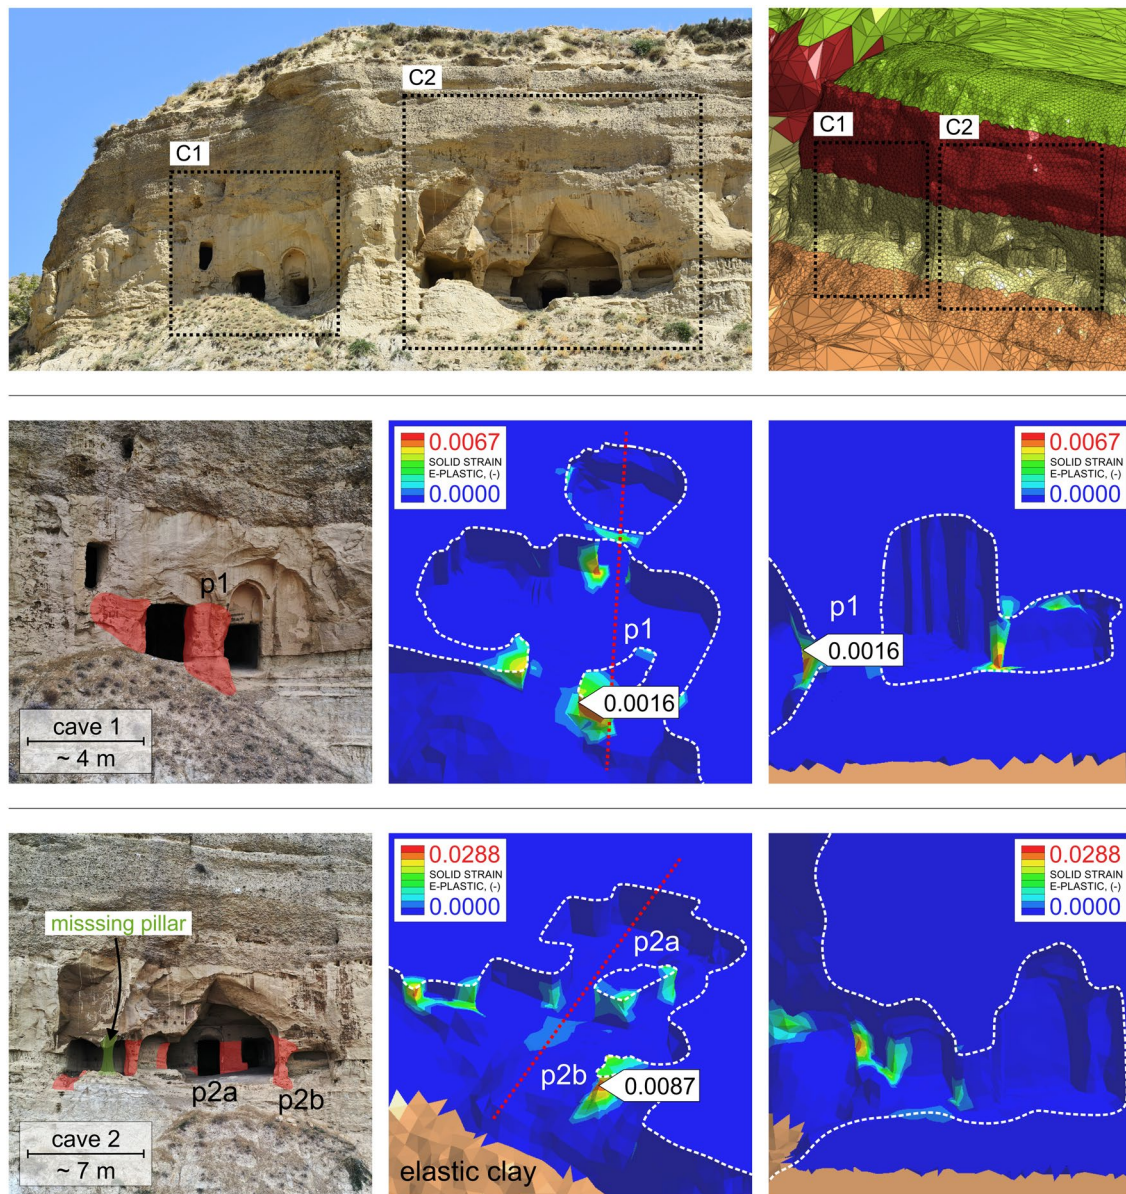 C1
C2
C1
C2
p1
cave 1
~ 4 m
0.0067
SOLID STRAIN
E-PLASTIC, (-)
0.0000
p1
0.0016
0.0067
SOLID STRAIN
E-PLASTIC, (-)
0.0000
p1
0.0016
misssing pillar
p2a
p2b
cave 2
~ 7 m
0.0288
SOLID STRAIN
E-PLASTIC, (-)
0.0000
p2a
p2b
0.0087
elastic clay
0.0288
SOLID STRAIN
E-PLASTIC, (-)
0.0000